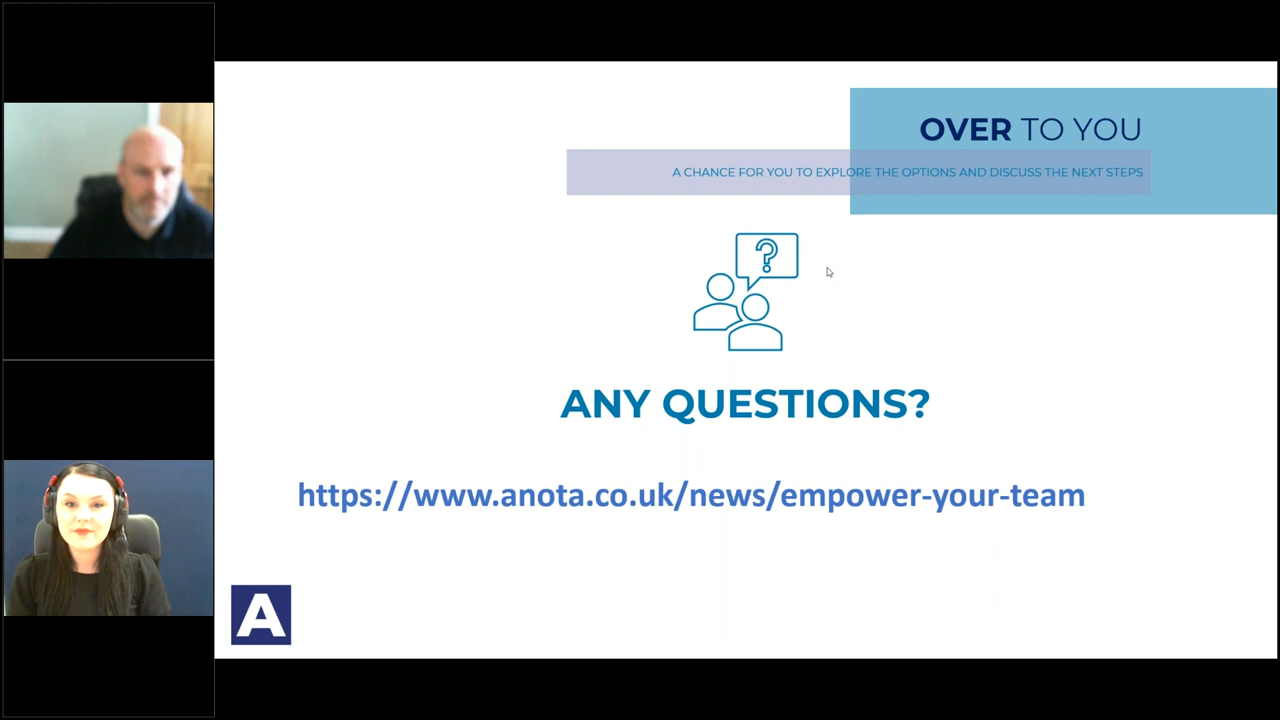 OVER TO YOU
A CHANCE FOR YOU TO EXPLORE THE OPTIONS AND DISCUSS THE NEXT STEPS
?
ANY QUESTIONS?
https://www.anota.co.uk/news/empower-your-team
A